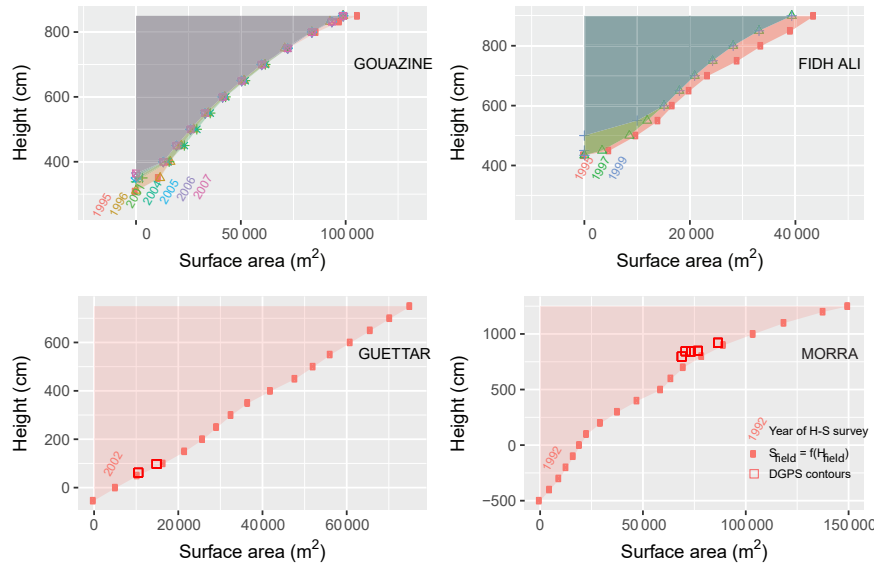 Height (cm)
800
600
400
GOUAZINE
1995
1996
2001
2004
2005
2006
2007
0
50 000
100 000
Surface area (m²)
Height (cm)
800
600
400
FIDH ALI
1993
1997
1999
0
20 000
40 000
Surface area (m²)
Height (cm)
600
400
200
0
GUETTAR
2002
0
20 000
40 000
60 000
Surface area (m²)
Height (cm)
1000
500
0
−500
MORRA
1992
1992 Year of H-S survey
S_field = f(H_field)
DGPS contours
0
50 000
100 000
150 000
Surface area (m²)